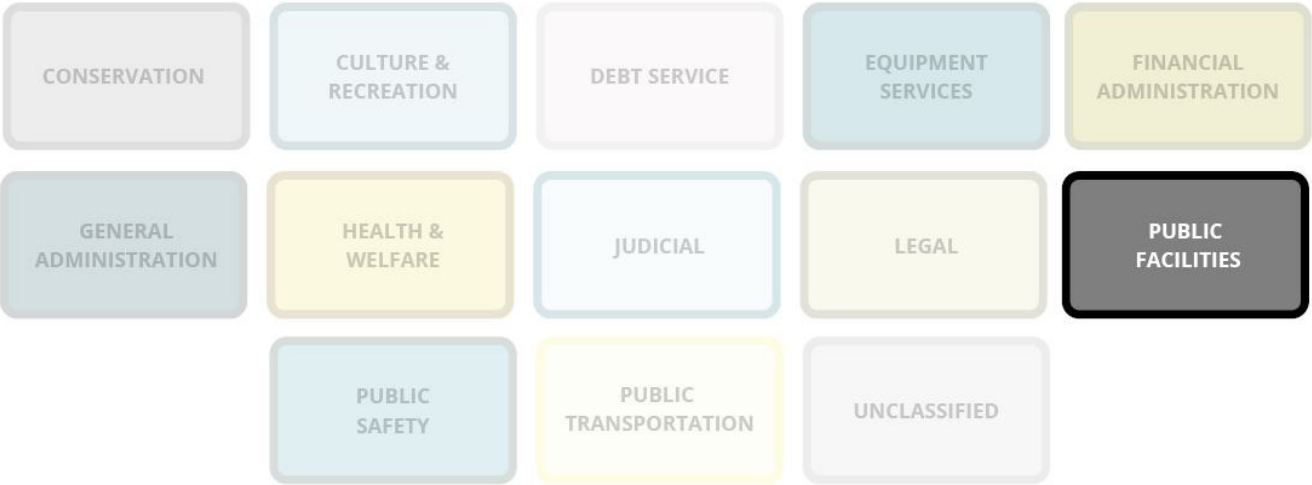 CONSERVATION
CULTURE &
RECREATION
DEBT SERVICE
EQUIPMENT
SERVICES
FINANCIAL
ADMINISTRATION
GENERAL
ADMINISTRATION
HEALTH &
WELFARE
JUDICIAL
LEGAL
PUBLIC
FACILITIES
PUBLIC
SAFETY
PUBLIC
TRANSPORTATION
UNCLASSIFIED